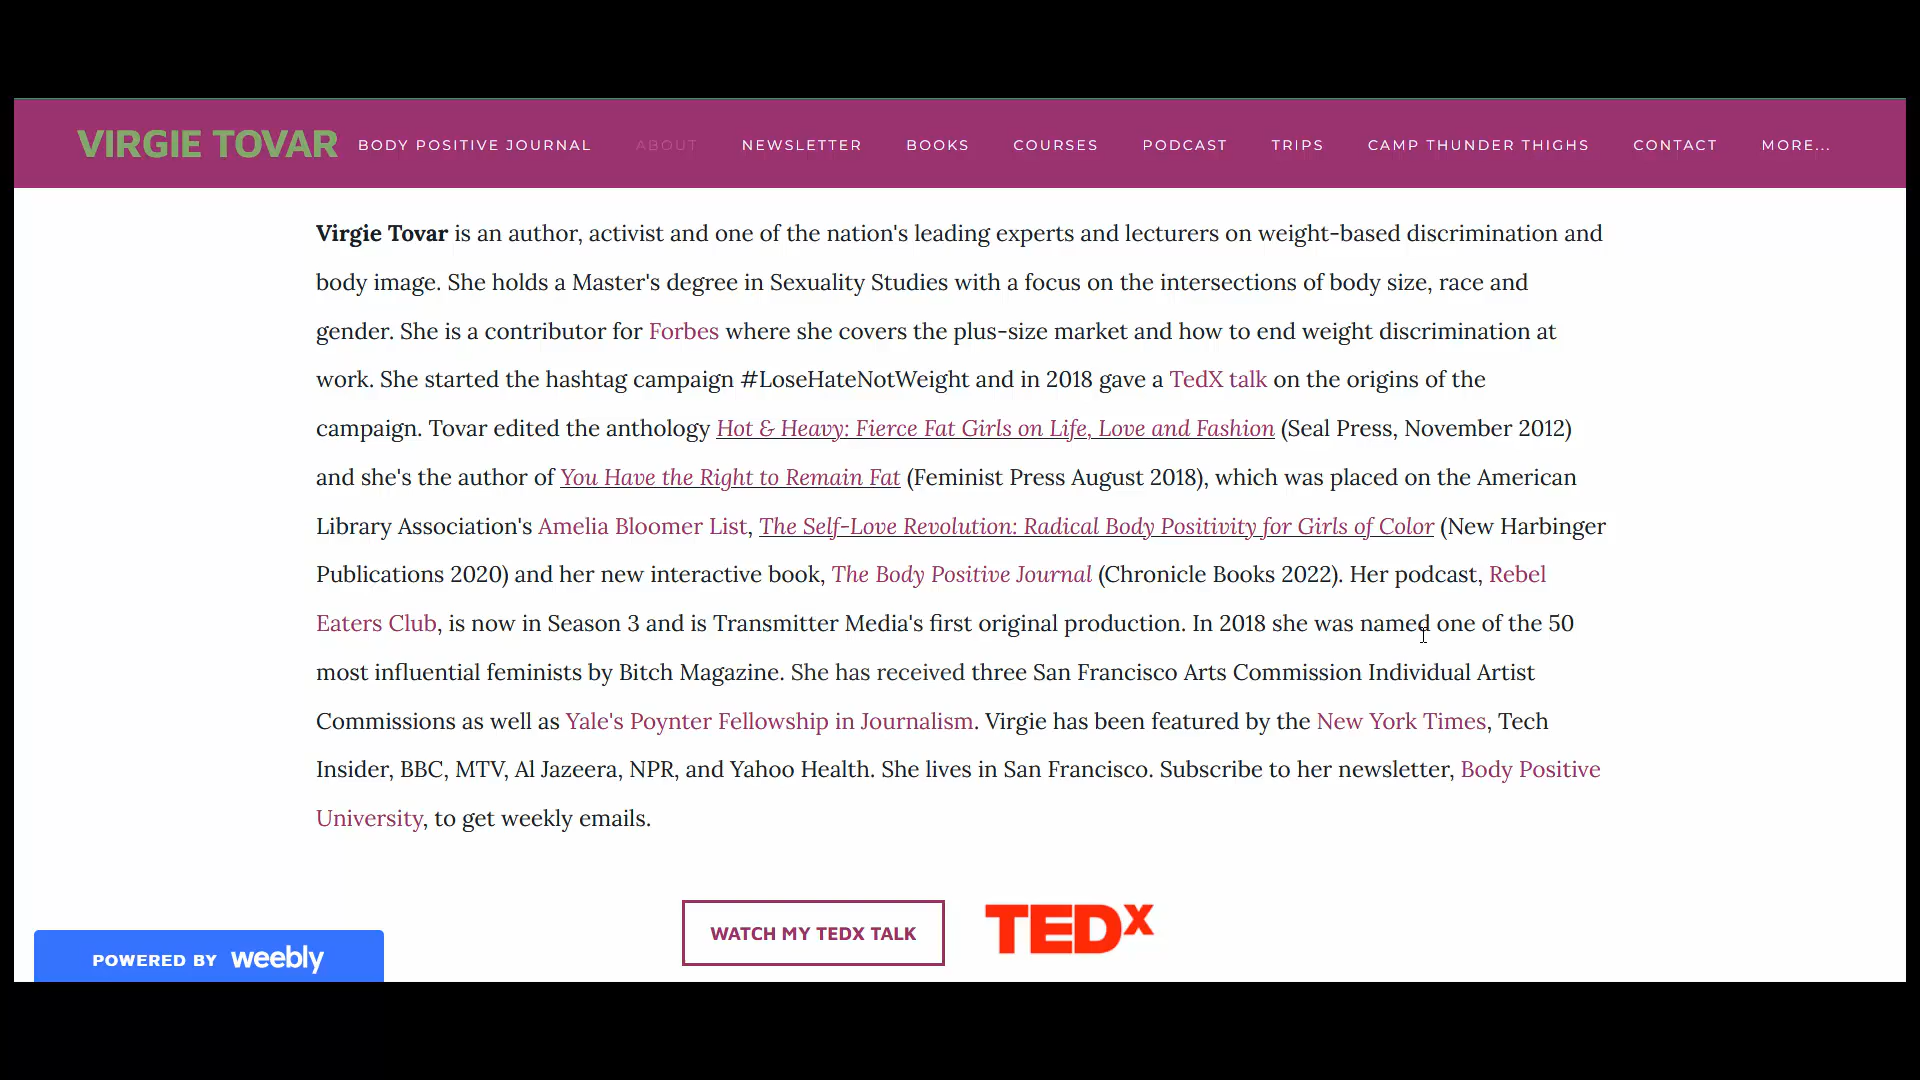 VIRGIE TOVAR BODY POSITIVE JOURNAL ABOUT NEWSLETTER BOOKS COURSES PODCAST TRIPS CAMP THUNDER THIGHS CONTACT MORE...
Virgie Tovar is an author, activist and one of the nation's leading experts and lecturers on weight-based discrimination and
body image. She holds a Master's degree in Sexuality Studies with a focus on the intersections of body size, race and
gender. She is a contributor for Forbes where she covers the plus-size market and how to end weight discrimination at
work. She started the hashtag campaign #LoseHateNotWeight and in 2018 gave a TedX talk on the origins of the
campaign. Tovar edited the anthology Hot & Heavy: Fierce Fat Girls on Life, Love and Fashion (Seal Press, November 2012)
and she's the author of You Have the Right to Remain Fat (Feminist Press August 2018), which was placed on the American
Library Association's Amelia Bloomer List, The Self-Love Revolution: Radical Body Positivity for Girls of Color (New Harbinger
Publications 2020) and her new interactive book, The Body Positive Journal (Chronicle Books 2022). Her podcast, Rebel
Eaters Club, is now in Season 3 and is Transmitter Media's first original production. In 2018 she was named one of the 50
most influential feminists by Bitch Magazine. She has received three San Francisco Arts Commission Individual Artist
Commissions as well as Yale's Poynter Fellowship in Journalism. Virgie has been featured by the New York Times, Tech
Insider, BBC, MTV, Al Jazeera, NPR, and Yahoo Health. She lives in San Francisco. Subscribe to her newsletter, Body Positive
University, to get weekly emails.
WATCH MY TEDX TALK TEDx
POWERED BY weebly